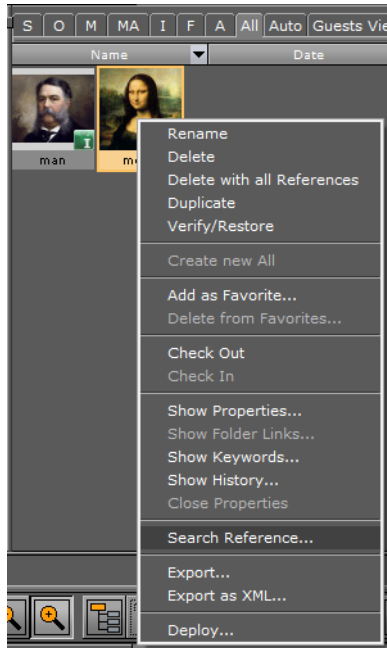 S O M MA I F A All Auto Guests Vie
Name Date
I
man
Rename
Delete
Delete with all References
Duplicate
Verify/Restore
Create new All
Add as Favorite...
Delete from Favorites...
Check Out
Check In
Show Properties...
Show Folder Links...
Show Keywords...
Show History...
Close Properties
Search Reference...
Export...
Export as XML...
Deploy...